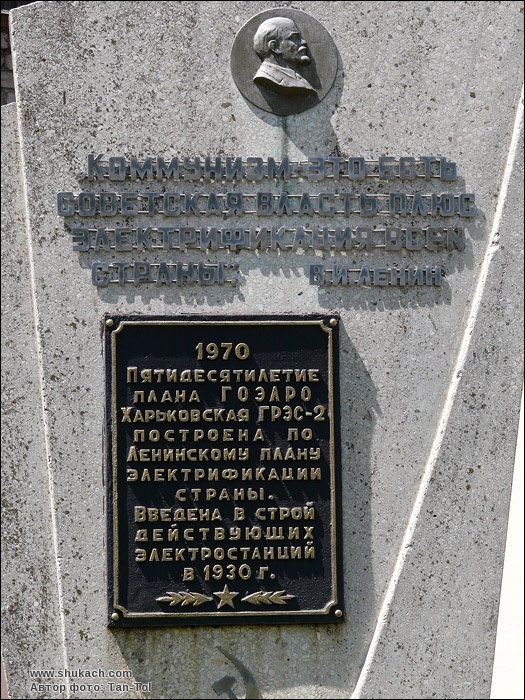 Коммунизм это есть
советская власть плюс
электрификация всей
страны. В.И.Ленин
1970
Пятидесятилетие
плана ГОЭЛРО
Харьковская ГРЭС-2
построена по
Ленинскому плану
электрификации
страны.
Введена в строй
действующих
электростанций
в 1930 г.
www.shukach.com
Автор фото: Tan-Tol